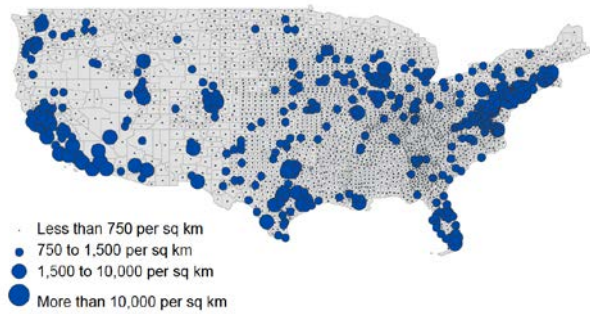 Less than 750 per sq km
750 to 1,500 per sq km
1,500 to 10,000 per sq km
More than 10,000 per sq km